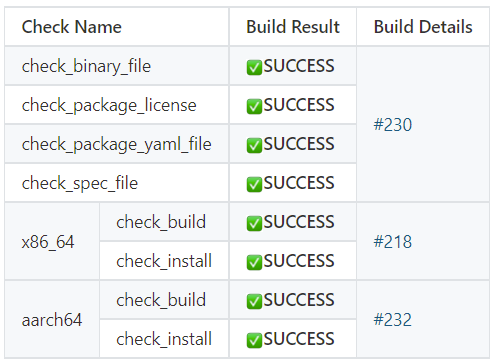 Check Name Build Result Build Details
check_binary_file ✅SUCCESS
check_package_license ✅SUCCESS
#230
check_package_yaml_file ✅SUCCESS
check_spec_file ✅SUCCESS
check_build ✅SUCCESS
x86_64 #218
check_install ✅SUCCESS
check_build ✅SUCCESS
aarch64 #232
check_install ✅SUCCESS